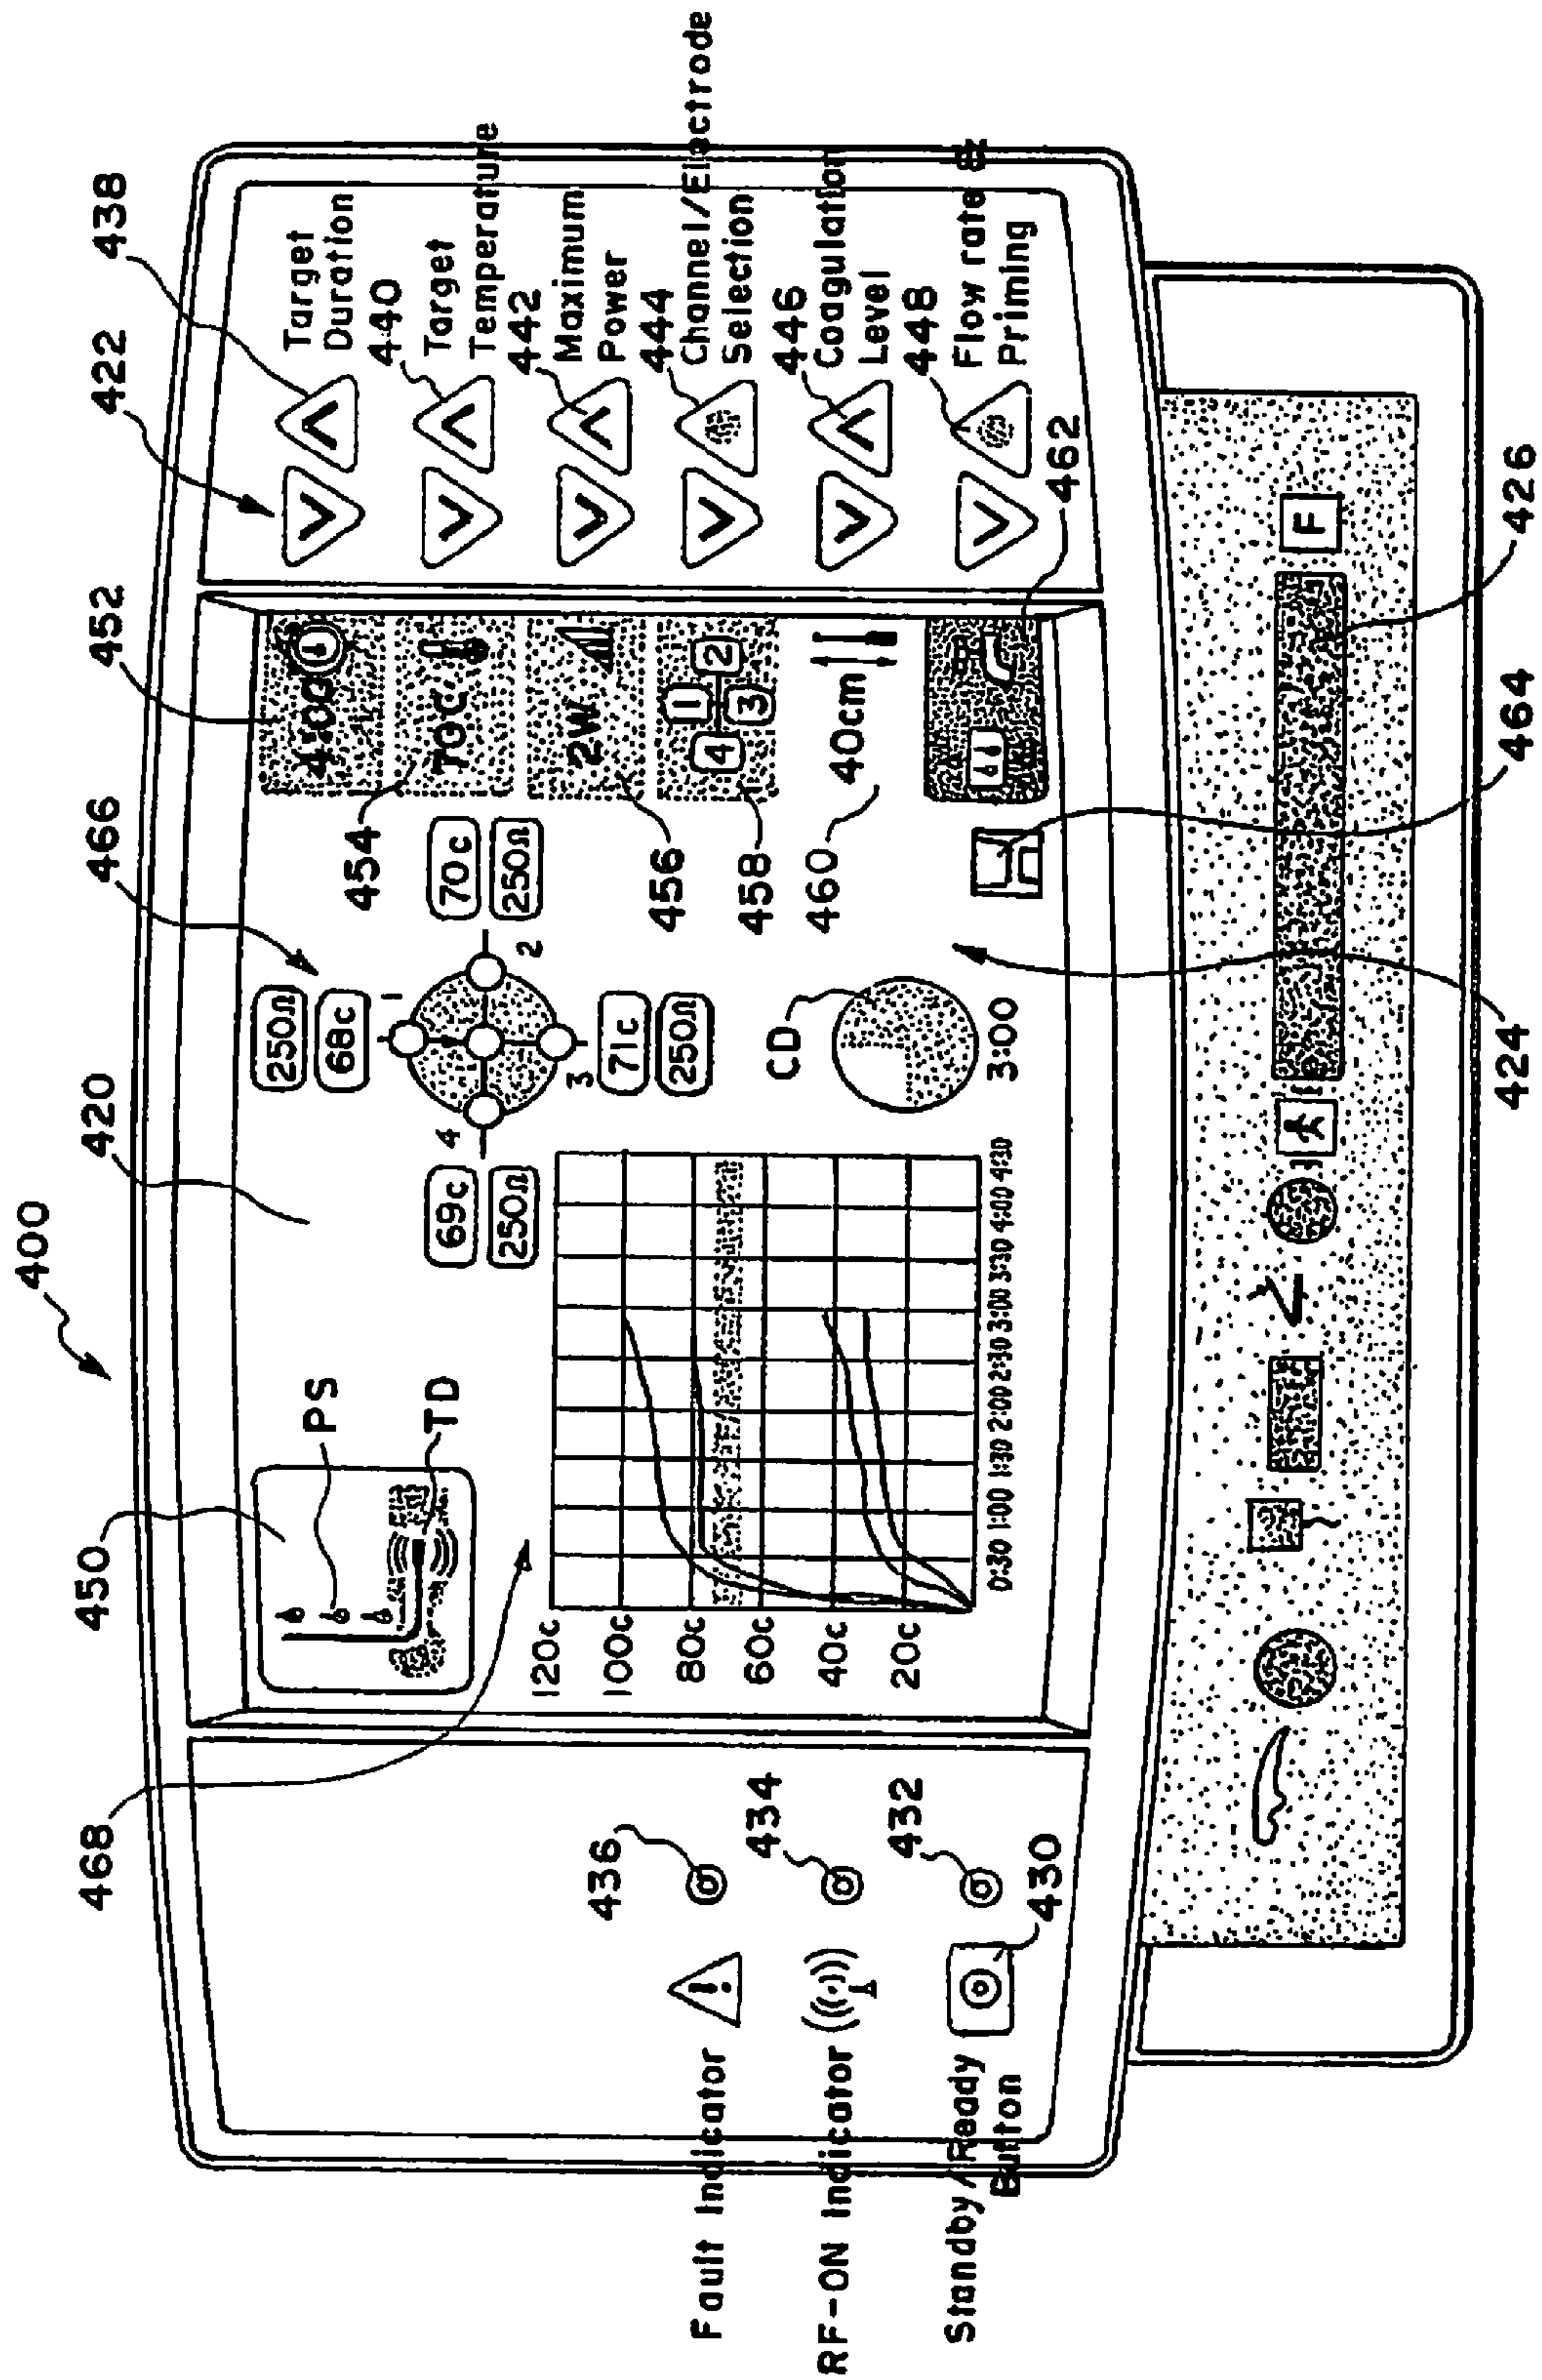 400
420
466
452
422
438
450
468
PS
TD
250Ω
68c
1
4
2
3
69c
250Ω
70c
250Ω
71c
250Ω
4:00
70C
2W
1
4
2
3
40cm
454
456
458
460
462
Target
Duration
440
Target
Temperature
442
Maximum
Power
444
Channel/Electrode
Selection
446
Coagulation
Level
448
Flow rate &
Priming
120c
100c
80c
60c
40c
20c
0:30 1:00 1:30 2:00 2:30 3:00 3:30 4:00 4:30
CD
3:00
436
434
432
430
!
Fault Indicator
RF-ON Indicator
Standby/Ready
Button
F
424
464
426